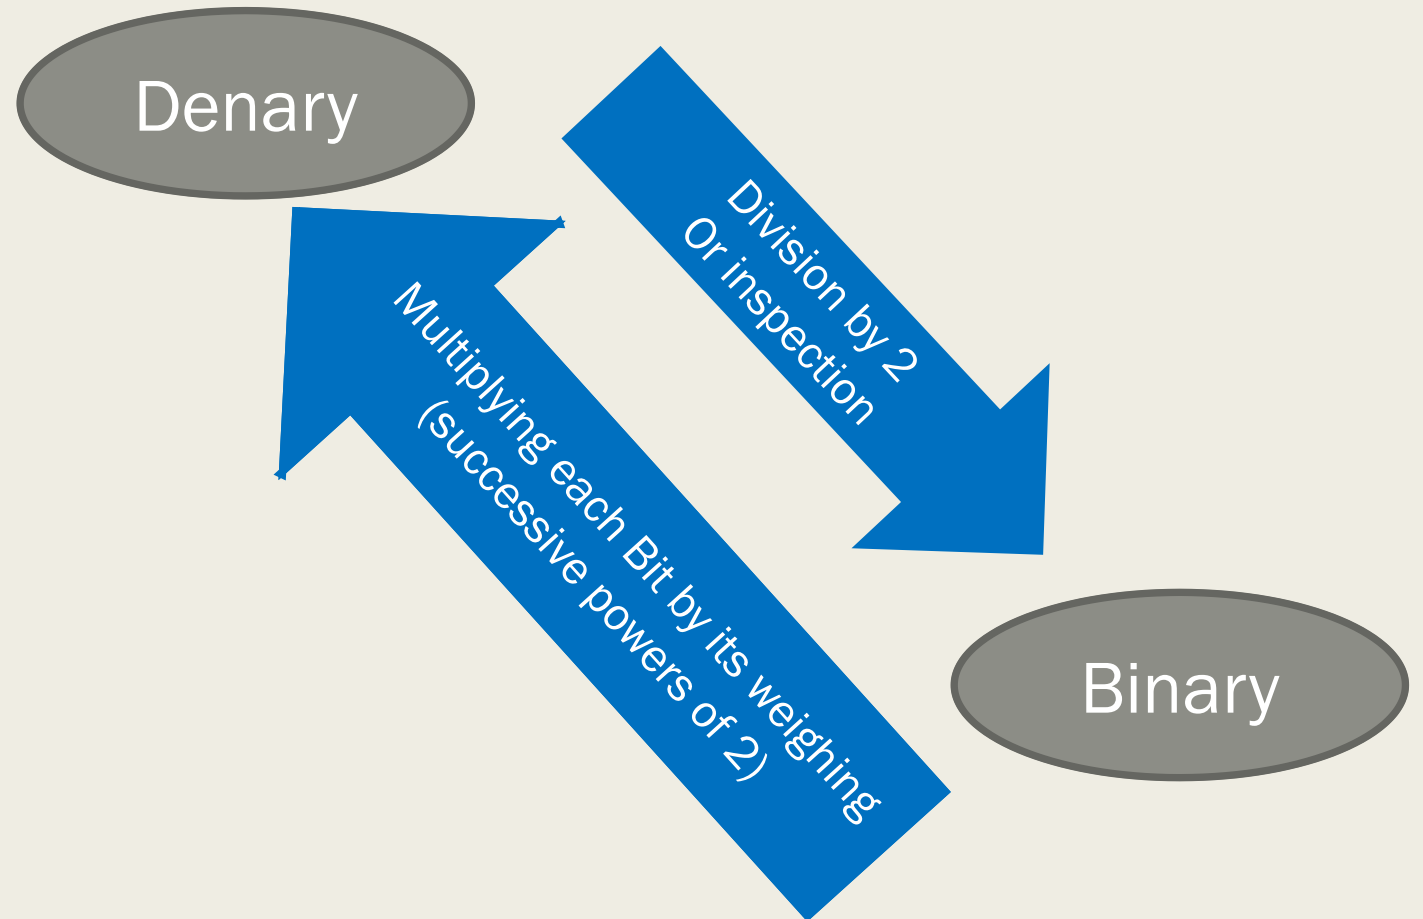 Denary
Division by 2
Or inspection
Multiplying each Bit by its weighing
(successive powers of 2)
Binary